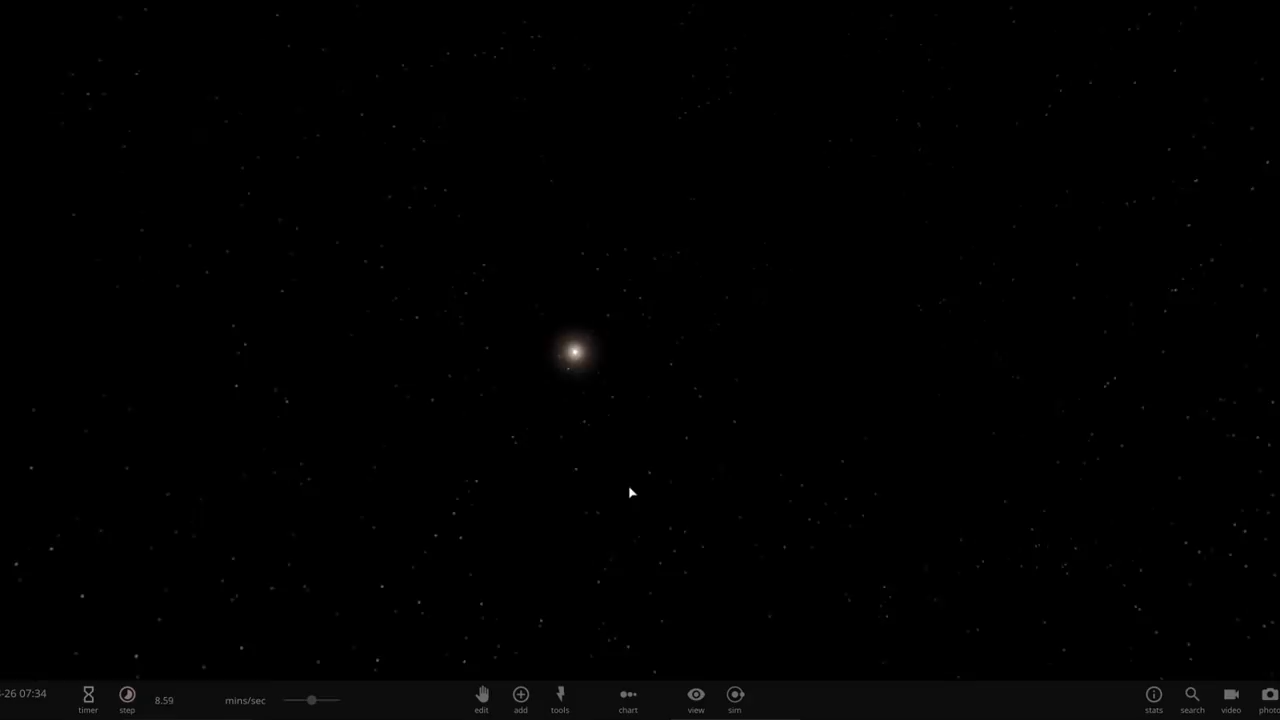 -26 07:34
timer
step
8.59
mins/sec
edit
add
tools
chart
view
sim
stats
search
video
photo